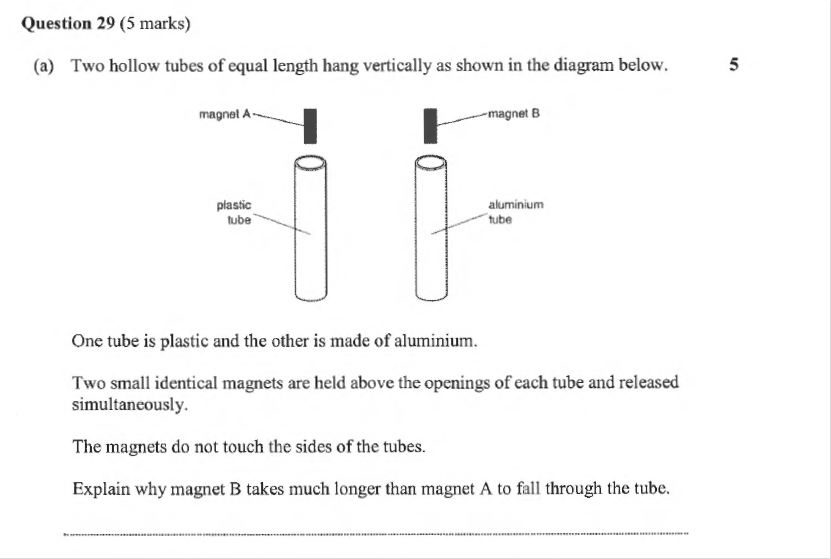 Question 29 (5 marks)
(a) Two hollow tubes of equal length hang vertically as shown in the diagram below. 5
magnet A
magnet B
plastic
tube
aluminium
tube
One tube is plastic and the other is made of aluminium.
Two small identical magnets are held above the openings of each tube and released
simultaneously.
The magnets do not touch the sides of the tubes.
Explain why magnet B takes much longer than magnet A to fall through the tube.